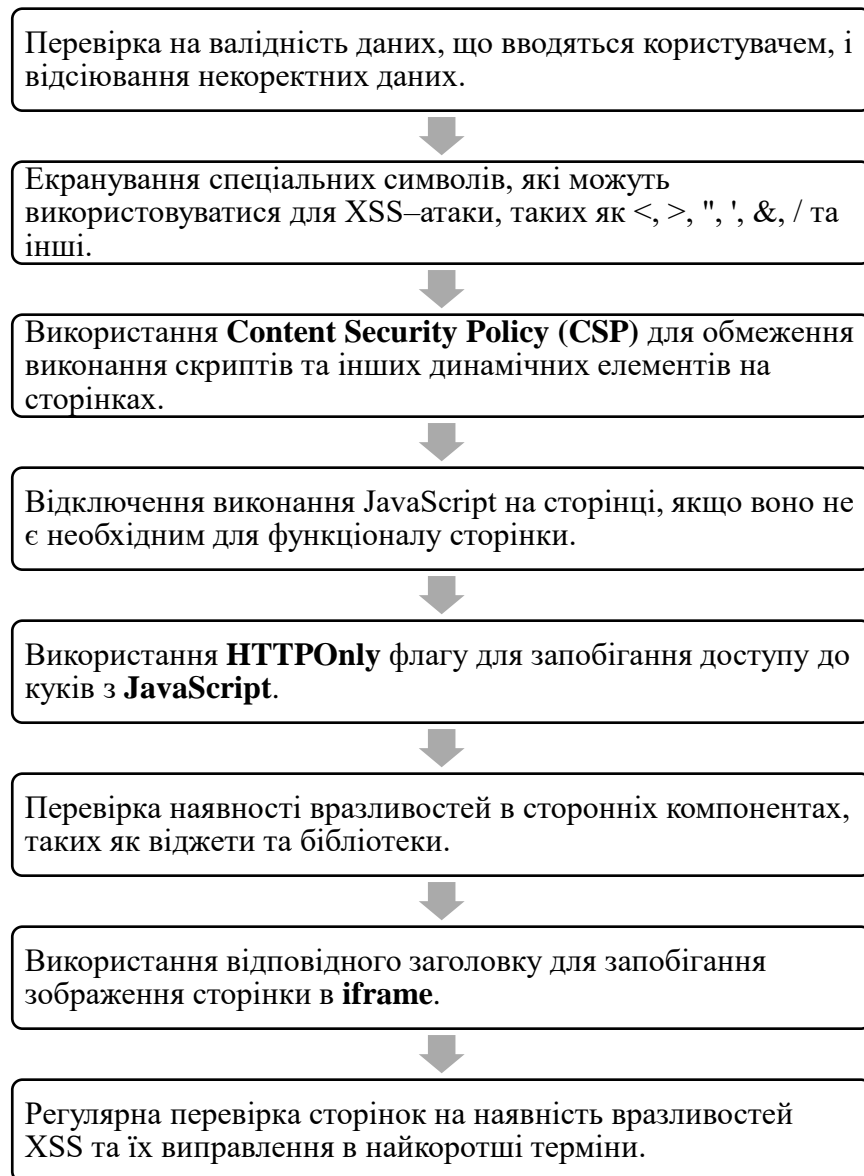 Перевірка на валідність даних, що вводяться користувачем, і
відсіювання некоректних даних.
Екранування спеціальних символів, які можуть
використовуватися для XSS–атаки, таких як <, >, ", ', &, / та
інші.
Використання Content Security Policy (CSP) для обмеження
виконання скриптів та інших динамічних елементів на
сторінках.
Відключення виконання JavaScript на сторінці, якщо воно не
є необхідним для функціоналу сторінки.
Використання HTTPOnly флагу для запобігання доступу до
куків з JavaScript.
Перевірка наявності вразливостей в сторонніх компонентах,
таких як віджети та бібліотеки.
Використання відповідного заголовку для запобігання
зображення сторінки в iframe.
Регулярна перевірка сторінок на наявність вразливостей
XSS та їх виправлення в найкоротші терміни.